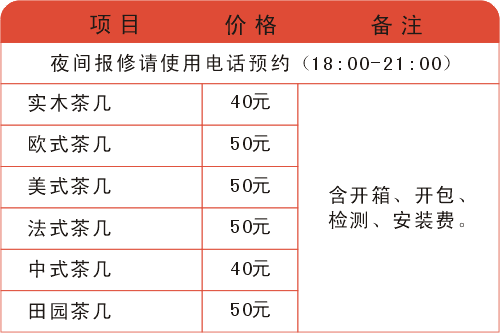 项目 价格 备注
夜间报修请使用电话预约（18:00-21:00）
实木茶几 40元
欧式茶几 50元
美式茶几 50元
含开箱、开包、
检测、安装费。
法式茶几 50元
中式茶几 40元
田园茶几 50元